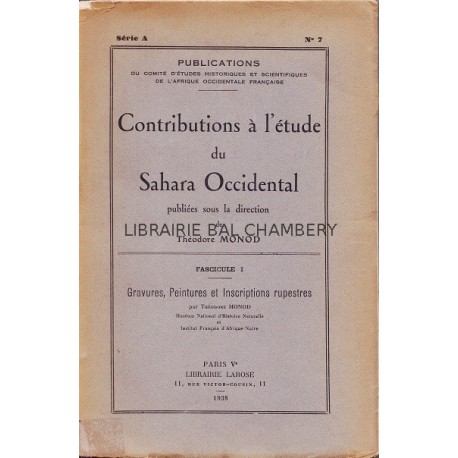 Série A N° 7
PUBLICATIONS
DU COMITÉ D'ÉTUDES HISTORIQUES ET SCIENTIFIQUES
DE L'AFRIQUE OCCIDENTALE FRANÇAISE
Contributions à l'étude
du
Sahara Occidental
publiées sous la direction
LIBRAIRIE BAL CHAMBERY
Théodore MONOD
FASCICULE I
Gravures, Peintures et Inscriptions rupestres
par Théodore MONOD
Muséum National d'Histoire Naturelle
et
Institut Français d'Afrique Noire
PARIS Ve
LIBRAIRIE LAROSE
11, RUE VICTOR-COUSIN, 11
1938